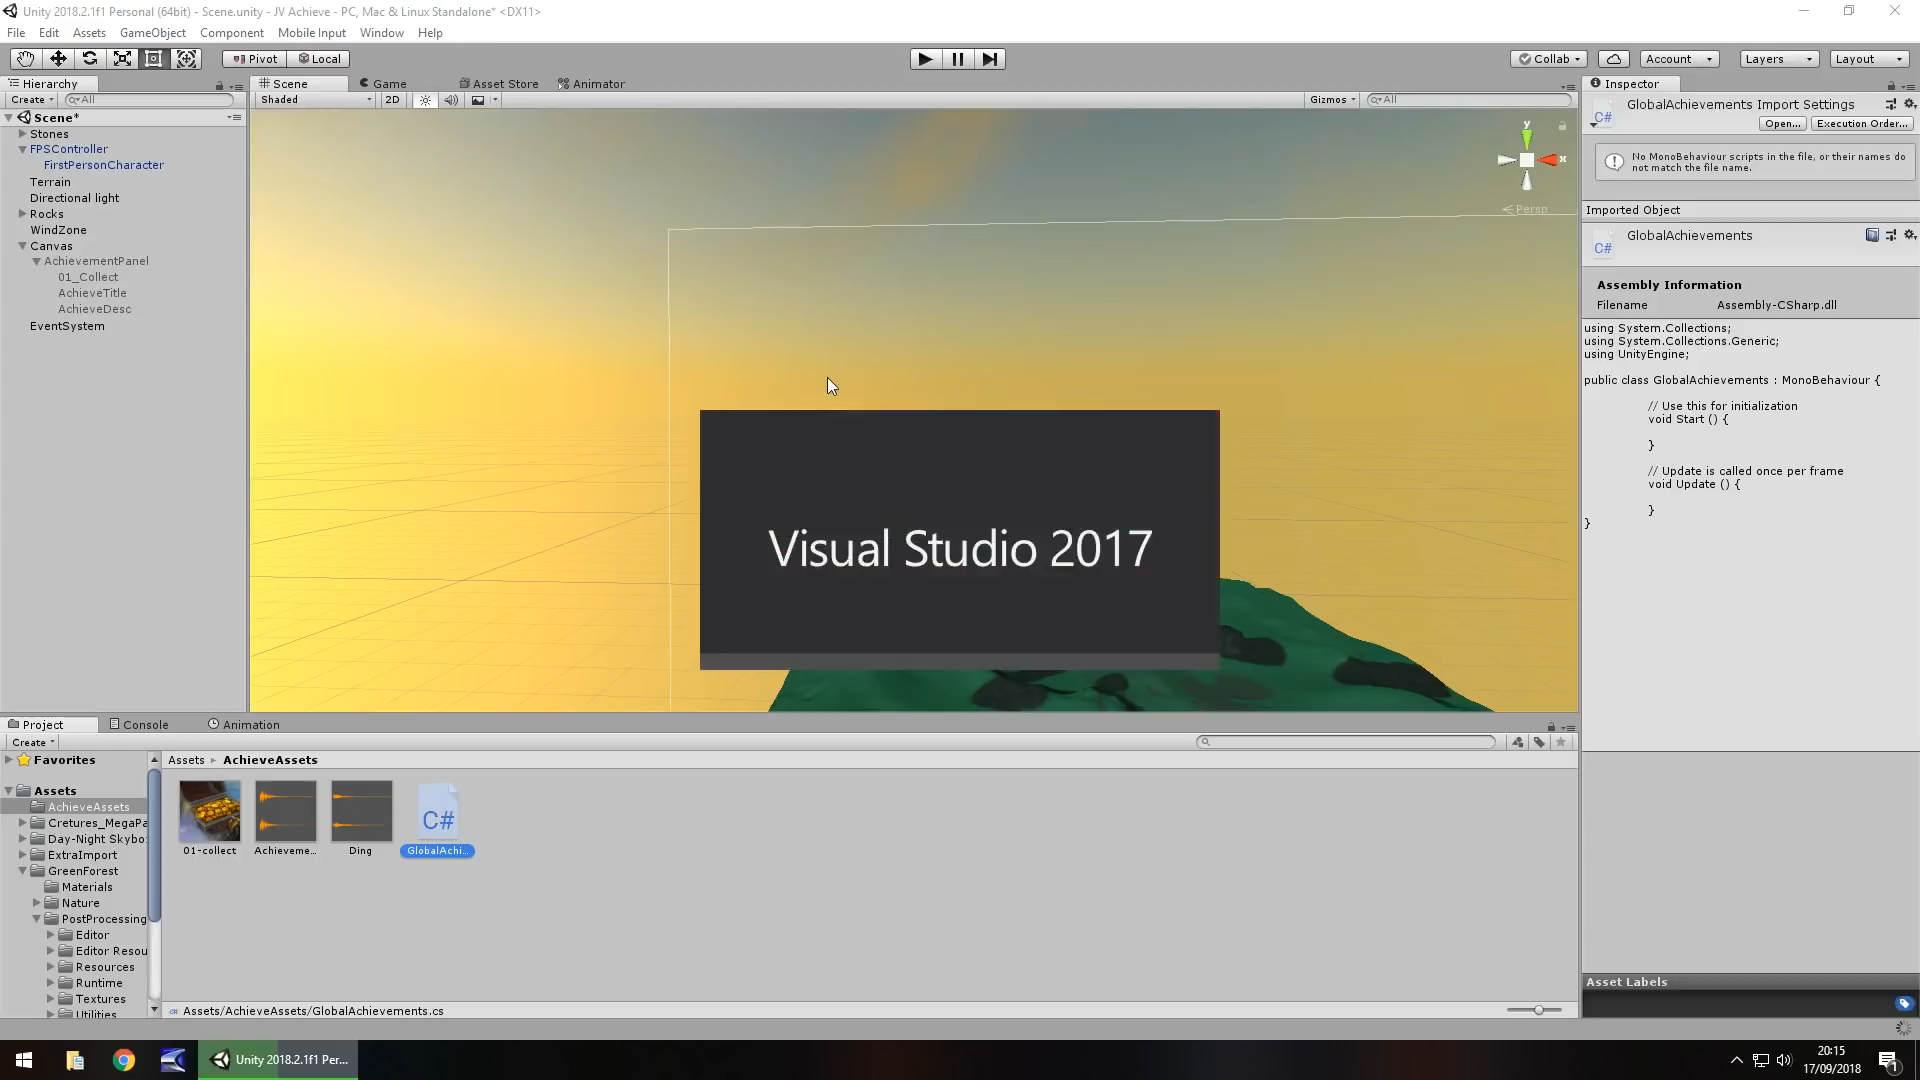 Unity 2018.2.1f1 Personal (64bit) - Scene.unity - JV Achieve - PC, Mac & Linux Standalone* <DX11>
File Edit Assets GameObject Component Mobile Input Window Help
Pivot Local Collab Account Layers Layout
Hierarchy Scene Game Asset Store Animator Inspector
Create All Shaded 2D Gizmos All
Scene*
Stones
FPSController
FirstPersonCharacter
Terrain
Directional light
Rocks
WindZone
Canvas
AchievementPanel
01_Collect
AchieveTitle
AchieveDesc
EventSystem
y
x
Persp
Visual Studio 2017
C#
GlobalAchievements Import Settings
Open... Execution Order...
No MonoBehaviour scripts in the file, or their names do
not match the file name.
Imported Object
C#
GlobalAchievements
Assembly Information
Filename Assembly-CSharp.dll
using System.Collections;
using System.Collections.Generic;
using UnityEngine;
public class GlobalAchievements : MonoBehaviour {
// Use this for initialization
void Start () {
}
// Update is called once per frame
void Update () {
}
}
Asset Labels
Project Console Animation
Create
Favorites
Assets
AchieveAssets
Cretures_MegaPa
Day-Night Skybo
ExtraImport
GreenForest
Materials
Nature
PostProcessing
Editor
Editor Resou
Resources
Runtime
Textures
Utilities
Assets AchieveAssets
C#
01-collect Achieveme... Ding GlobalAchi...
Assets/AchieveAssets/GlobalAchievements.cs
Unity 2018.2.1f1 Per...
20:15
17/09/2018
1